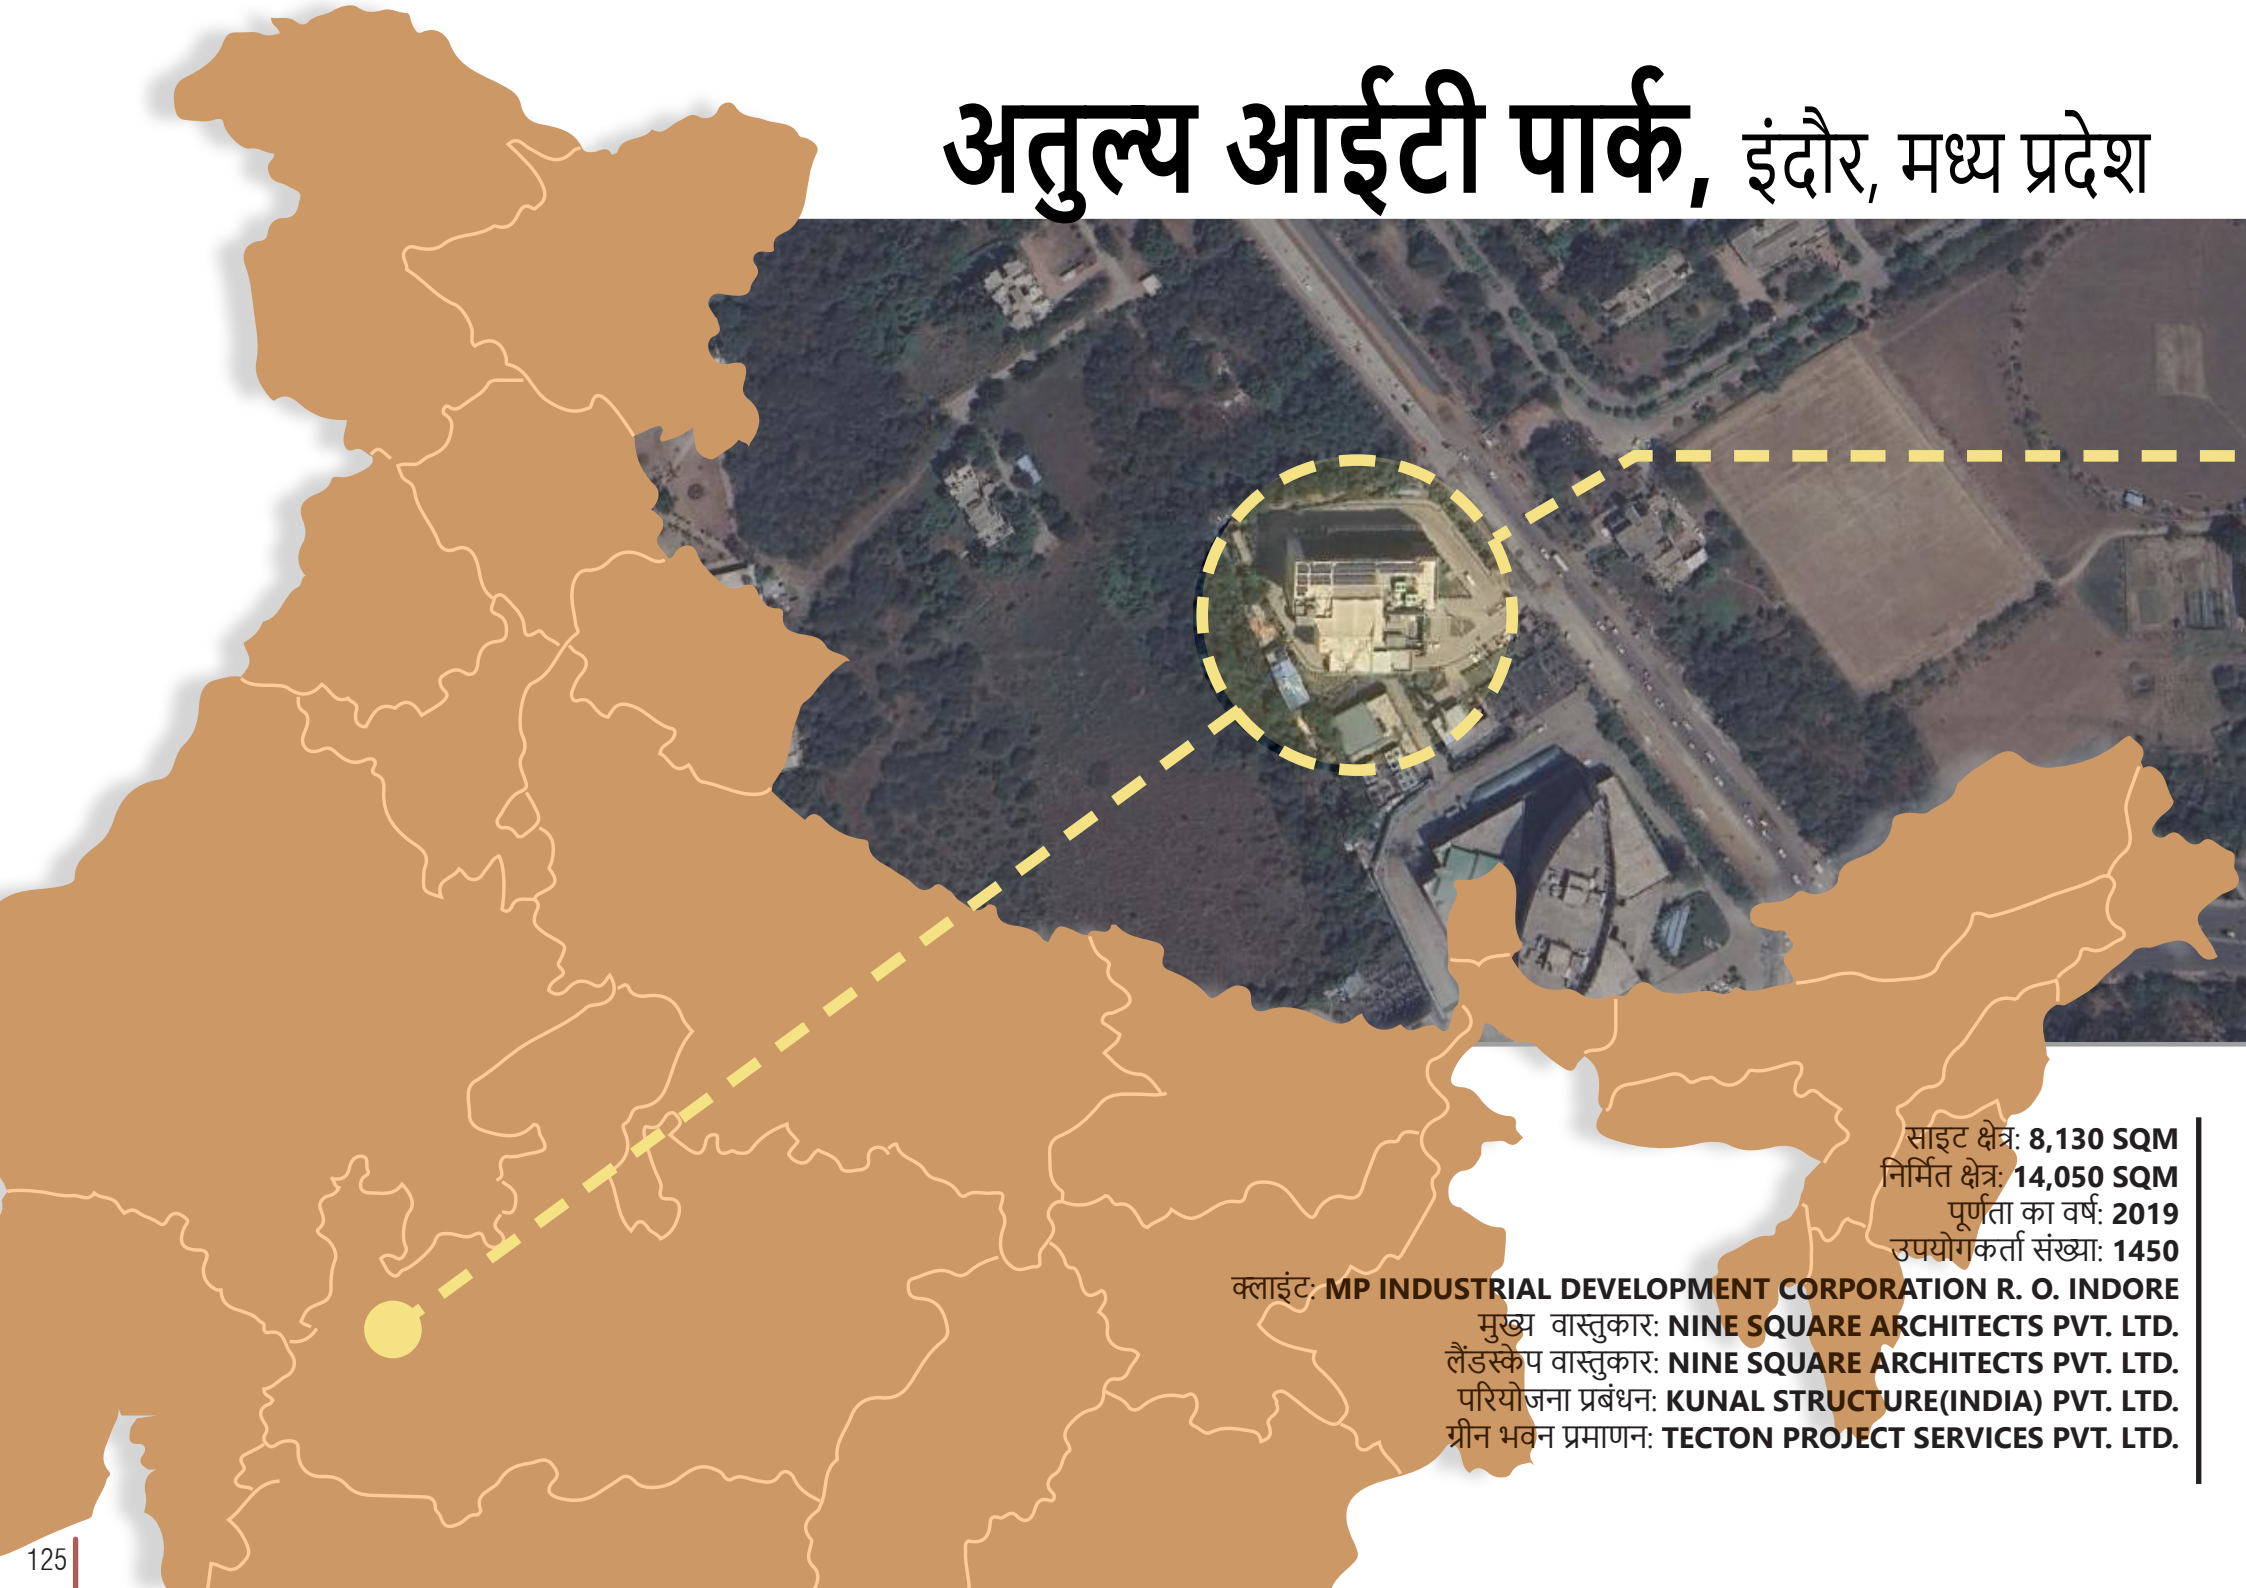 अतुल्य आईटी पार्क, इंदौर, मध्य प्रदेश
साइट क्षेत्र: 8,130 SQM
निर्मित क्षेत्र: 14,050 SQM
पूर्णता का वर्ष: 2019
उपयोगकर्ता संख्या: 1450
क्लाइंट: MP INDUSTRIAL DEVELOPMENT CORPORATION R. O. INDORE
मुख्य वास्तुकार: NINE SQUARE ARCHITECTS PVT. LTD.
लैंडस्केप वास्तुकार: NINE SQUARE ARCHITECTS PVT. LTD.
परियोजना प्रबंधन: KUNAL STRUCTURE(INDIA) PVT. LTD.
ग्रीन भवन प्रमाणन: TECTON PROJECT SERVICES PVT. LTD.
125